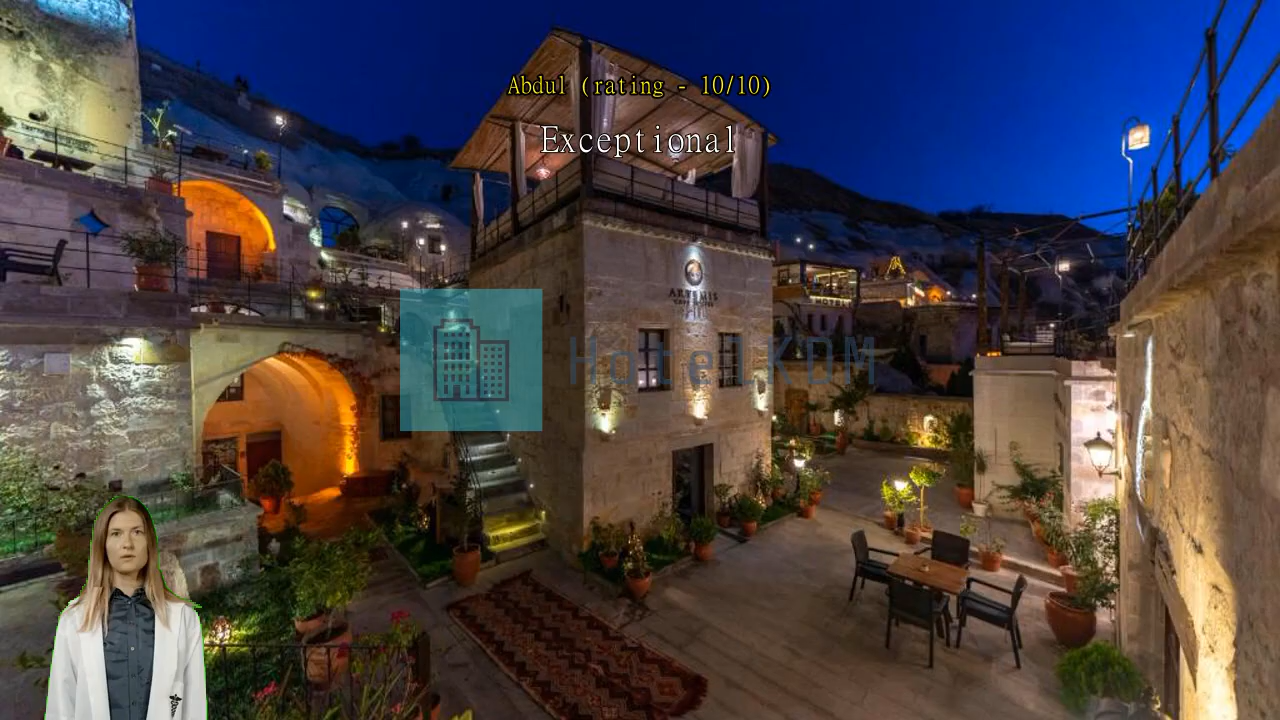 Abdul (rating - 10/10)
Exceptional
ARTEMIS
HotelKDM